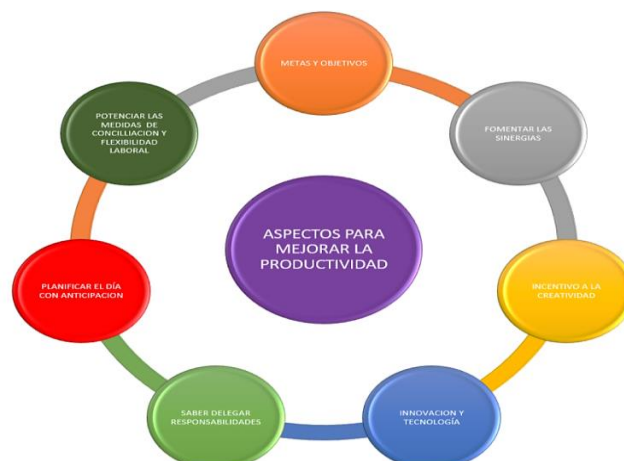 METAS Y OBJETIVOS
FOMENTAR LAS
SINERGIAS
INCENTIVO A LA
CREATIVIDAD
INNOVACION Y
TECNOLOGÍA
SABER DELEGAR
RESPONSABILIDADES
PLANIFICAR EL DÍA
CON ANTICIPACION
POTENCIAR LAS
MEDIDAS DE
CONCILLIACION Y
FLEXIBILIDAD
LABORAL
ASPECTOS PARA
MEJORAR LA
PRODUCTIVIDAD